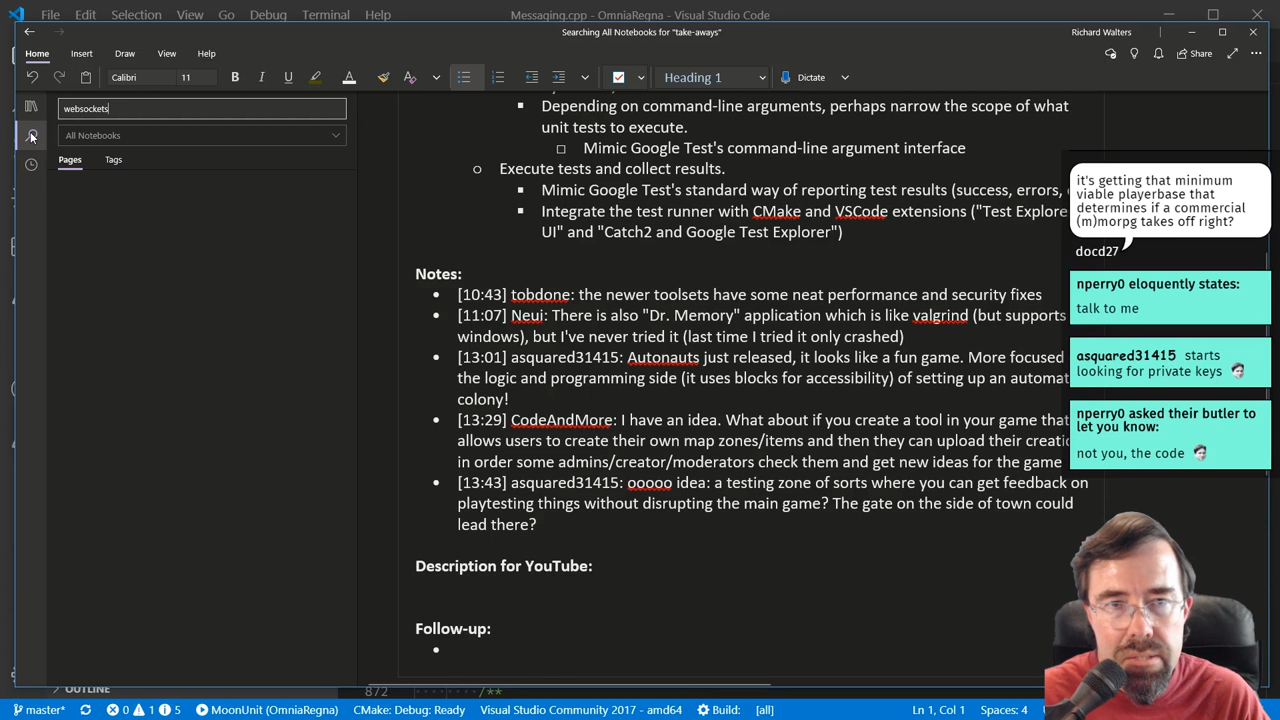 File Edit Selection View Go Debug Terminal Help Messaging.cpp - OmniaRegna - Visual Studio Code
Searching All Notebooks for "take-aways" Richard Walters
Home Insert Draw View Help Share
Calibri 11 B I U A Heading 1 Dictate
websockets
All Notebooks
Pages Tags
Depending on command-line arguments, perhaps narrow the scope of what
unit tests to execute.
Mimic Google Test's command-line argument interface
Execute tests and collect results.
Mimic Google Test's standard way of reporting test results (success, errors,
Integrate the test runner with CMake and VSCode extensions ("Test Explore
UI" and "Catch2 and Google Test Explorer")
Notes:
[10:43] tobdone: the newer toolsets have some neat performance and security fixes
[11:07] Neui: There is also "Dr. Memory" application which is like valgrind (but supports
windows), but I've never tried it (last time I tried it only crashed)
[13:01] asquared31415: Autonauts just released, it looks like a fun game. More focused
the logic and programming side (it uses blocks for accessibility) of setting up an automat
colony!
[13:29] CodeAndMore: I have an idea. What about if you create a tool in your game that
allows users to create their own map zones/items and then they can upload their creati
in order some admins/creator/moderators check them and get new ideas for the game
[13:43] asquared31415: ooooo idea: a testing zone of sorts where you can get feedback on
playtesting things without disrupting the main game? The gate on the side of town could
lead there?
Description for YouTube:
Follow-up:
it's getting that minimum
viable playerbase that
determines if a commercial
(m)morpg takes off right?
docd27
nperry0 eloquently states:
talk to me
asquared31415 starts
looking for private keys
nperry0 asked their butler to
let you know:
not you, the code
OUTLINE 872 /**
master* 0 1 5 MoonUnit (OmniaRegna) CMake: Debug: Ready Visual Studio Community 2017 - amd64 Build: [all] Ln 1, Col 1 Spaces: 4